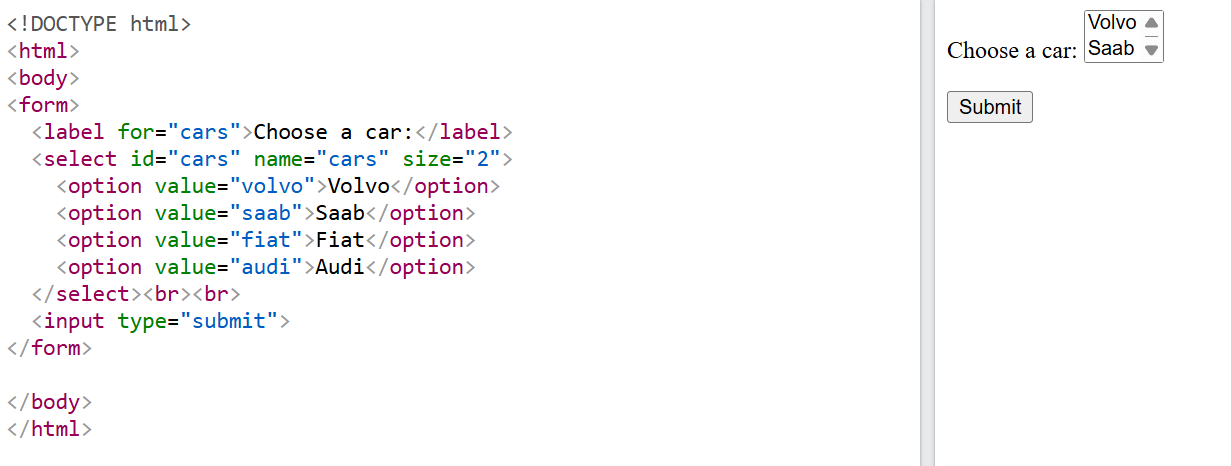 <!DOCTYPE html>
<html>
<body>
<form>
  <label for="cars">Choose a car:</label>
  <select id="cars" name="cars" size="2">
    <option value="volvo">Volvo</option>
    <option value="saab">Saab</option>
    <option value="fiat">Fiat</option>
    <option value="audi">Audi</option>
  </select><br><br>
  <input type="submit">
</form>
</body>
</html>
Volvo
Choose a car: Saab
Submit